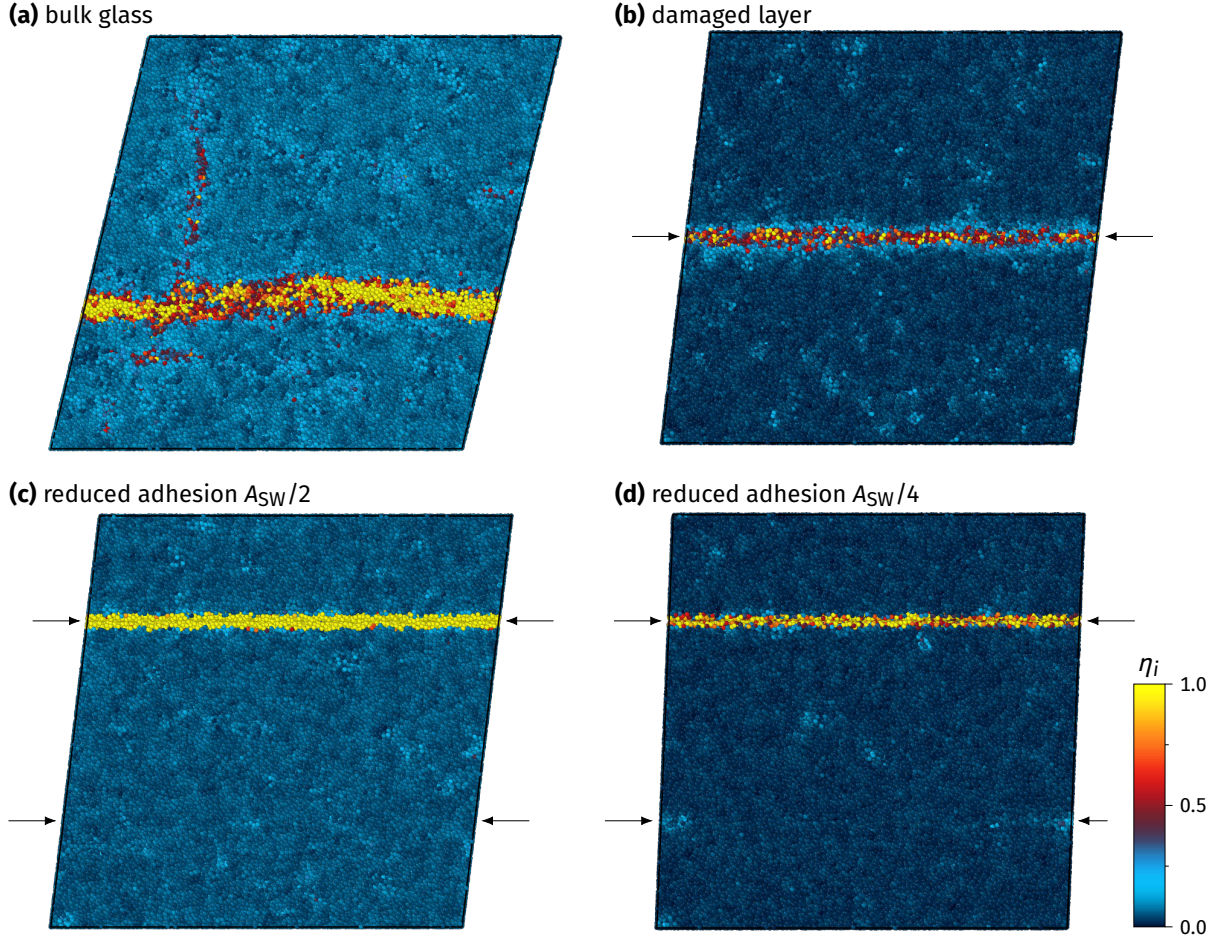 (a) bulk glass
(b) damaged layer
(c) reduced adhesion A_SW/2
(d) reduced adhesion A_SW/4
η_i
1.0
0.5
0.0